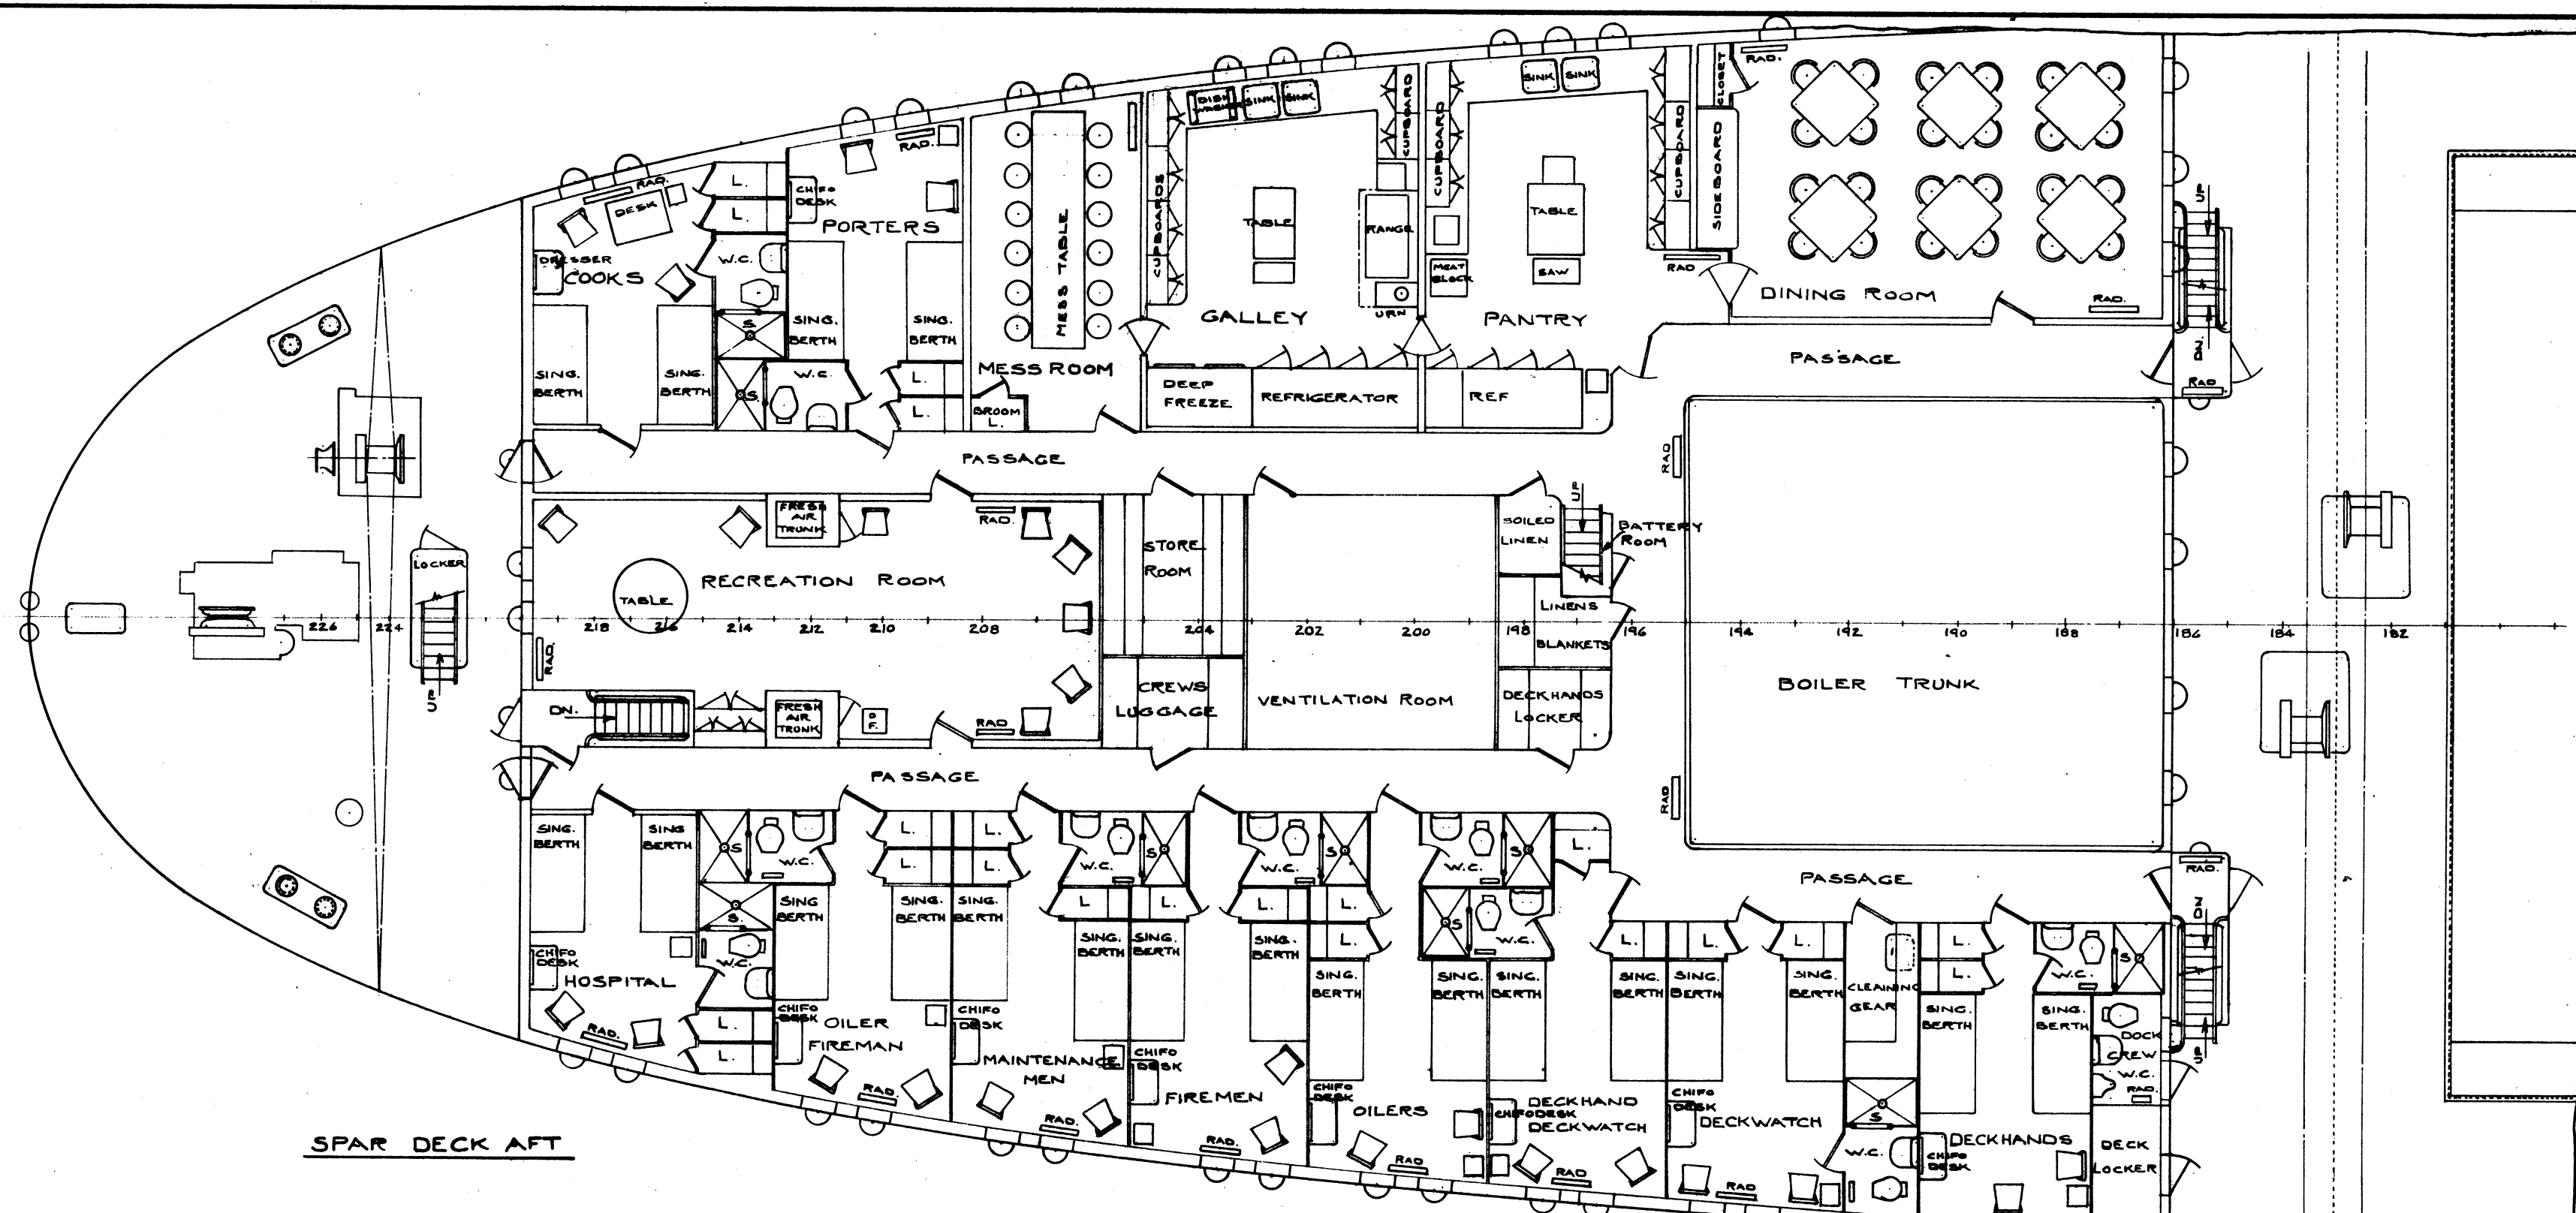 RAD.
CLOSET
SINK
SINK
CUPBOARD
CUPBOARD
DISH
WASHER
SINK
SINK
CUPBOARD
SIDEBOARD
RAD.
RAD.
DESK
L.
L.
CHIFO
DESK
PORTERS
CUPBOARDS
TABLE
RANGE
TABLE
MESS TABLE
W.C.
DRESSER
COOKS
MEAT
BLOCK
SAW
RAD
UP
DINING ROOM
RAD.
URN
GALLEY
PANTRY
S.
SING.
BERTH
SING.
BERTH
DN.
PASSAGE
MESS ROOM
W.C.
L.
SING.
BERTH
SING.
BERTH
S.
DEEP
FREEZE
REFRIGERATOR
REF
RAD
BROOM
L.
L.
PASSAGE
RAD
UP
FRESH
AIR
TRUNK
RAD.
SOILED
LINEN
BATTERY
ROOM
STORE
ROOM
LOCKER
RECREATION ROOM
TABLE
LINENS
BLANKETS
226
224
218
216
214
212
210
208
204
202
200
198
196
194
192
190
188
186
184
182
RAD.
UP
CREWS
LUGGAGE
VENTILATION ROOM
DECKHANDS
LOCKER
BOILER TRUNK
DN.
FRESH
AIR
TRUNK
D.F.
RAD
PASSAGE
RAD
SING.
BERTH
SING
BERTH
S
W.C.
L.
L.
L.
L.
W.C.
S
W.C.
S
W.C.
S
L.
PASSAGE
RAD.
DN
S.
W.C.
SING
BERTH
SING.
BERTH
SING.
BERTH
L
L.
L.
L.
L.
S
W.C.
SING.
BERTH
SING.
BERTH
SING.
BERTH
L.
L.
L.
L.
L.
W.C.
S
CHIFO
DESK
HOSPITAL
SING.
BERTH
SING.
BERTH
SING.
BERTH
SING.
BERTH
SING.
BERTH
SING.
BERTH
CLEANING
GEAR
SING.
BERTH
SING.
BERTH
RAD.
L.
L.
CHIFO
DESK
OILER
FIREMAN
CHIFO
DESK
MAINTENANCE
MEN
CHIFO
DESK
FIREMEN
DOCK
CREW
W.C.
RAD.
UP
RAD
RAD.
RAD.
CHIFO
DESK
OILERS
RAD
CHIFODESK
DECKHAND
DECKWATCH
RAD
CHIFO
DESK
DECKWATCH
RAD
S
W.C.
CHIFO
DESK
DECKHANDS
DECK
LOCKER
SPAR DECK AFT